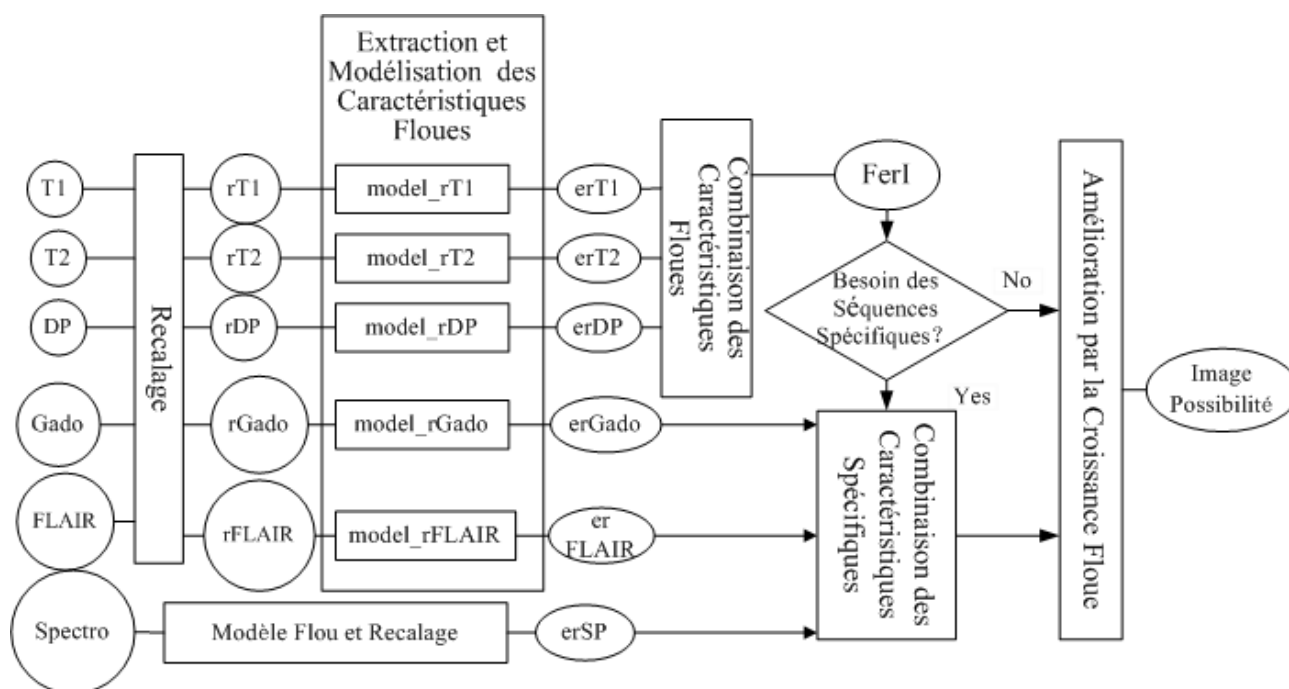 Extraction et
Modélisation des
Caractéristiques
Floues
T1
rT1
model_rT1
erT1
T2
rT2
model_rT2
erT2
DP
rDP
model_rDP
erDP
Gado
rGado
model_rGado
erGado
FLAIR
rFLAIR
model_rFLAIR
er
FLAIR
Spectro
Modèle Flou et Recalage
erSP
Recalage
Combinaison des
Caractéristiques
Floues
FerI
Besoin des
Séquences
Spécifiques?
No
Yes
Combinaison des
Caractéristiques
Spécifiques
Amélioration par la Croissance Floue
Image
Possibilité